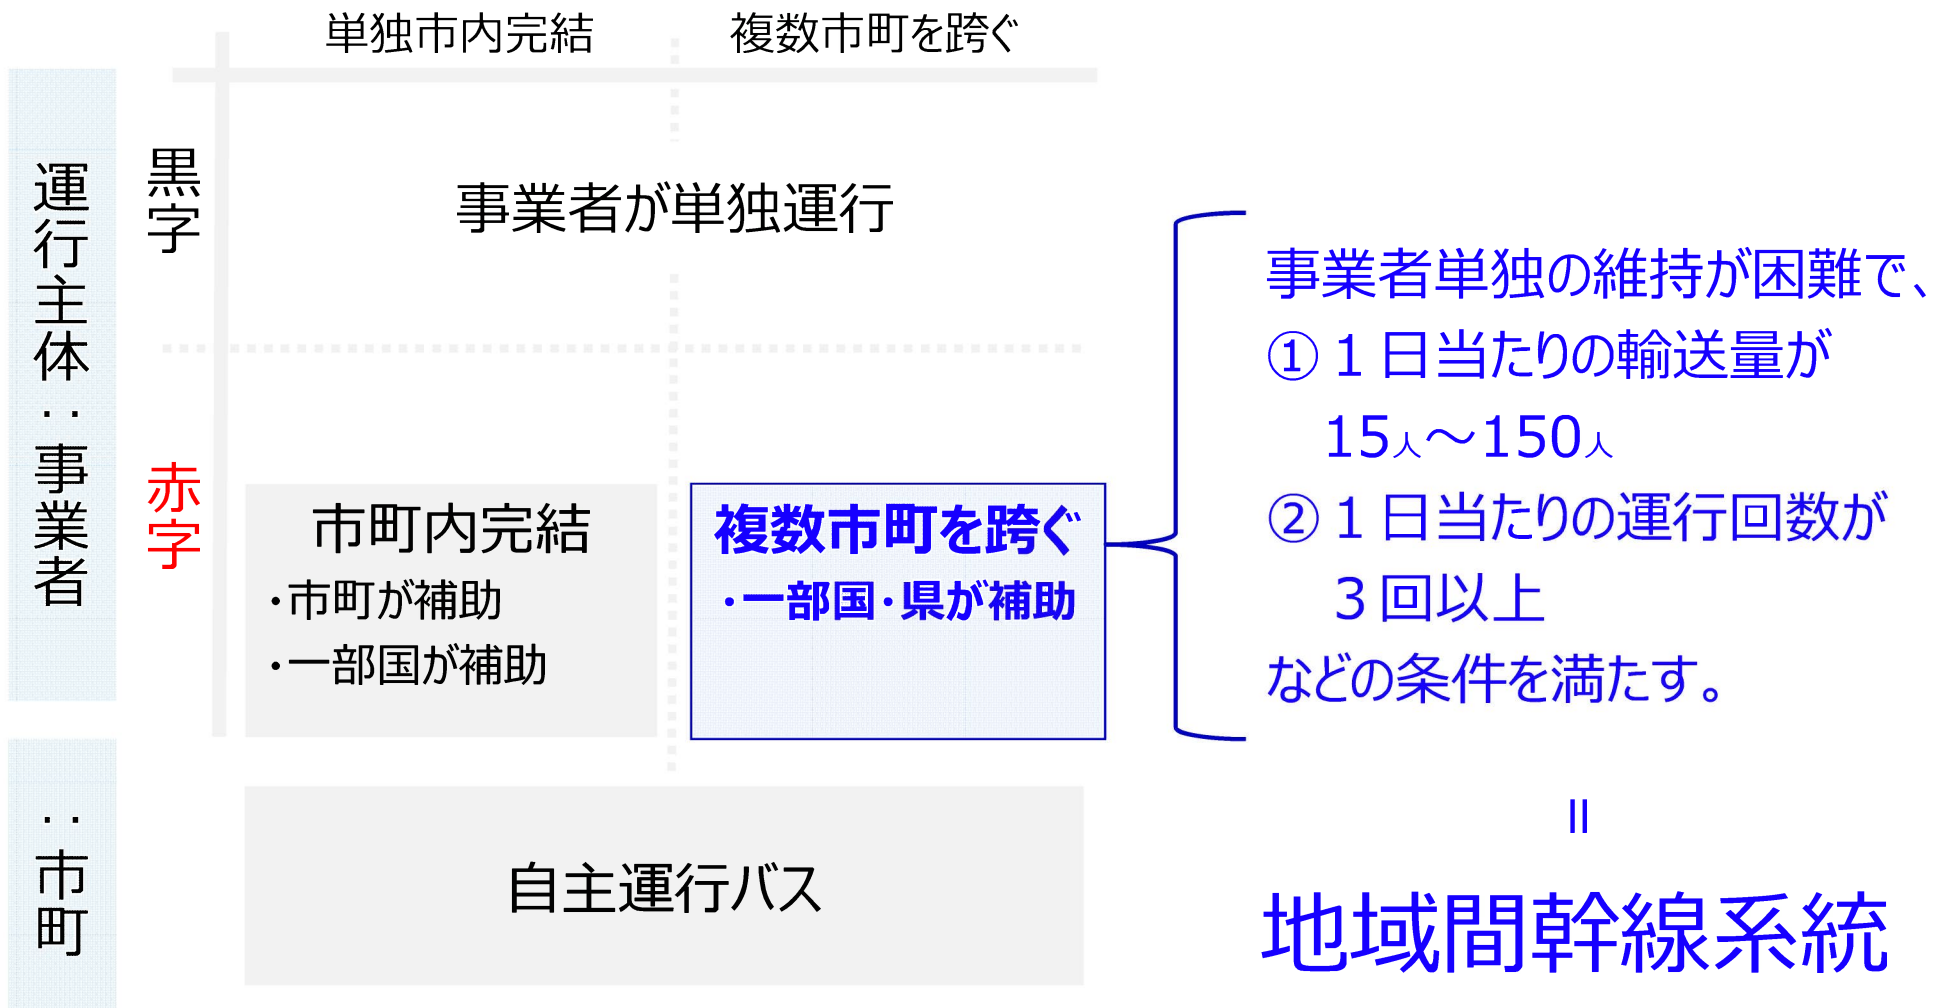 単独市内完結
複数市町を跨ぐ
運行主体：事業者
黒字
事業者が単独運行
赤字
市町内完結
・市町が補助
・一部国が補助
複数市町を跨ぐ
・一部国・県が補助
：市町
自主運行バス
事業者単独の維持が困難で、
①１日当たりの輸送量が
15人～150人
②１日当たりの運行回数が
３回以上
などの条件を満たす。
＝
地域間幹線系統